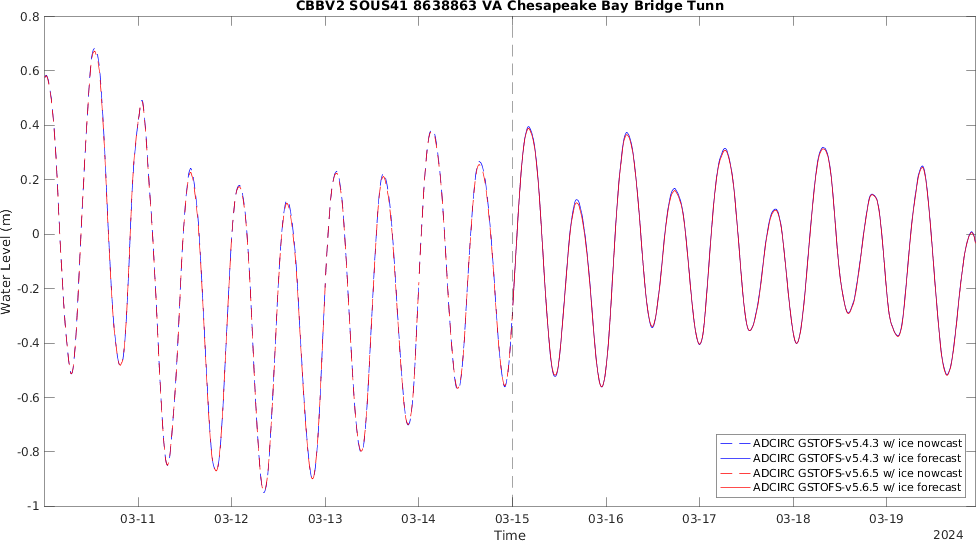 CBBV2 SOUS41 8638863 VA Chesapeake Bay Bridge Tunn
0.8
0.6
0.4
0.2
0
-0.2
-0.4
-0.6
-0.8
-1
Water Level (m)
ADCIRC GSTOFS-v5.4.3 w/ ice nowcast
ADCIRC GSTOFS-v5.4.3 w/ ice forecast
ADCIRC GSTOFS-v5.6.5 w/ ice nowcast
ADCIRC GSTOFS-v5.6.5 w/ ice forecast
03-11 03-12 03-13 03-14 03-15 03-16 03-17 03-18 03-19
Time
2024